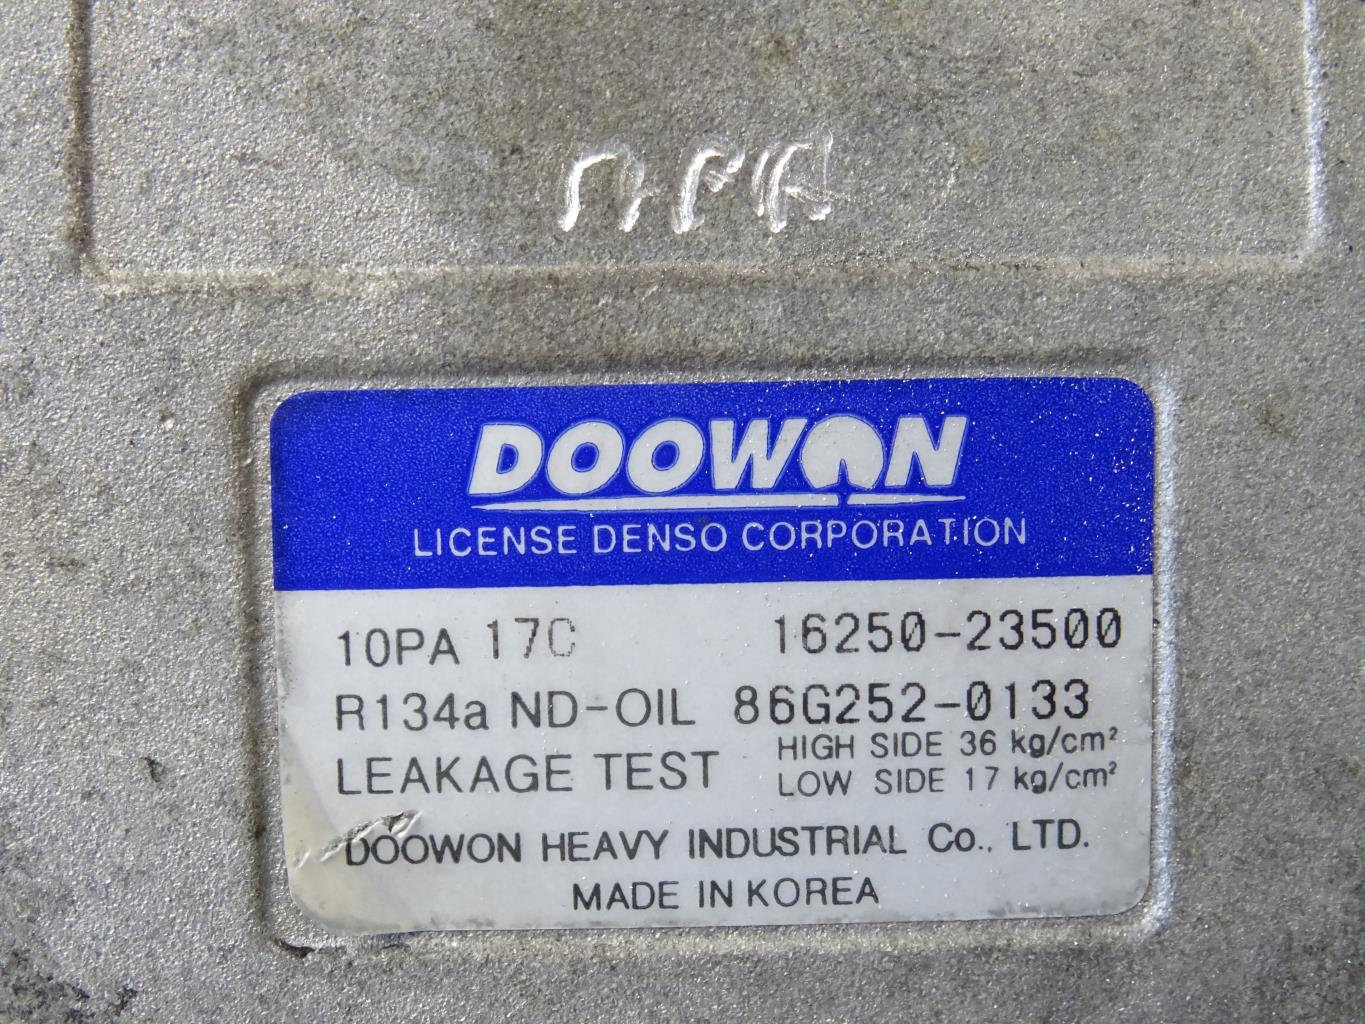 DOOWON
LICENSE DENSO CORPORATION
10PA 17C 16250-23500
R134a ND-OIL 86G252-0133
LEAKAGE TEST HIGH SIDE 36 kg/cm²
LOW SIDE 17 kg/cm²
DOOWON HEAVY INDUSTRIAL Co., LTD.
MADE IN KOREA